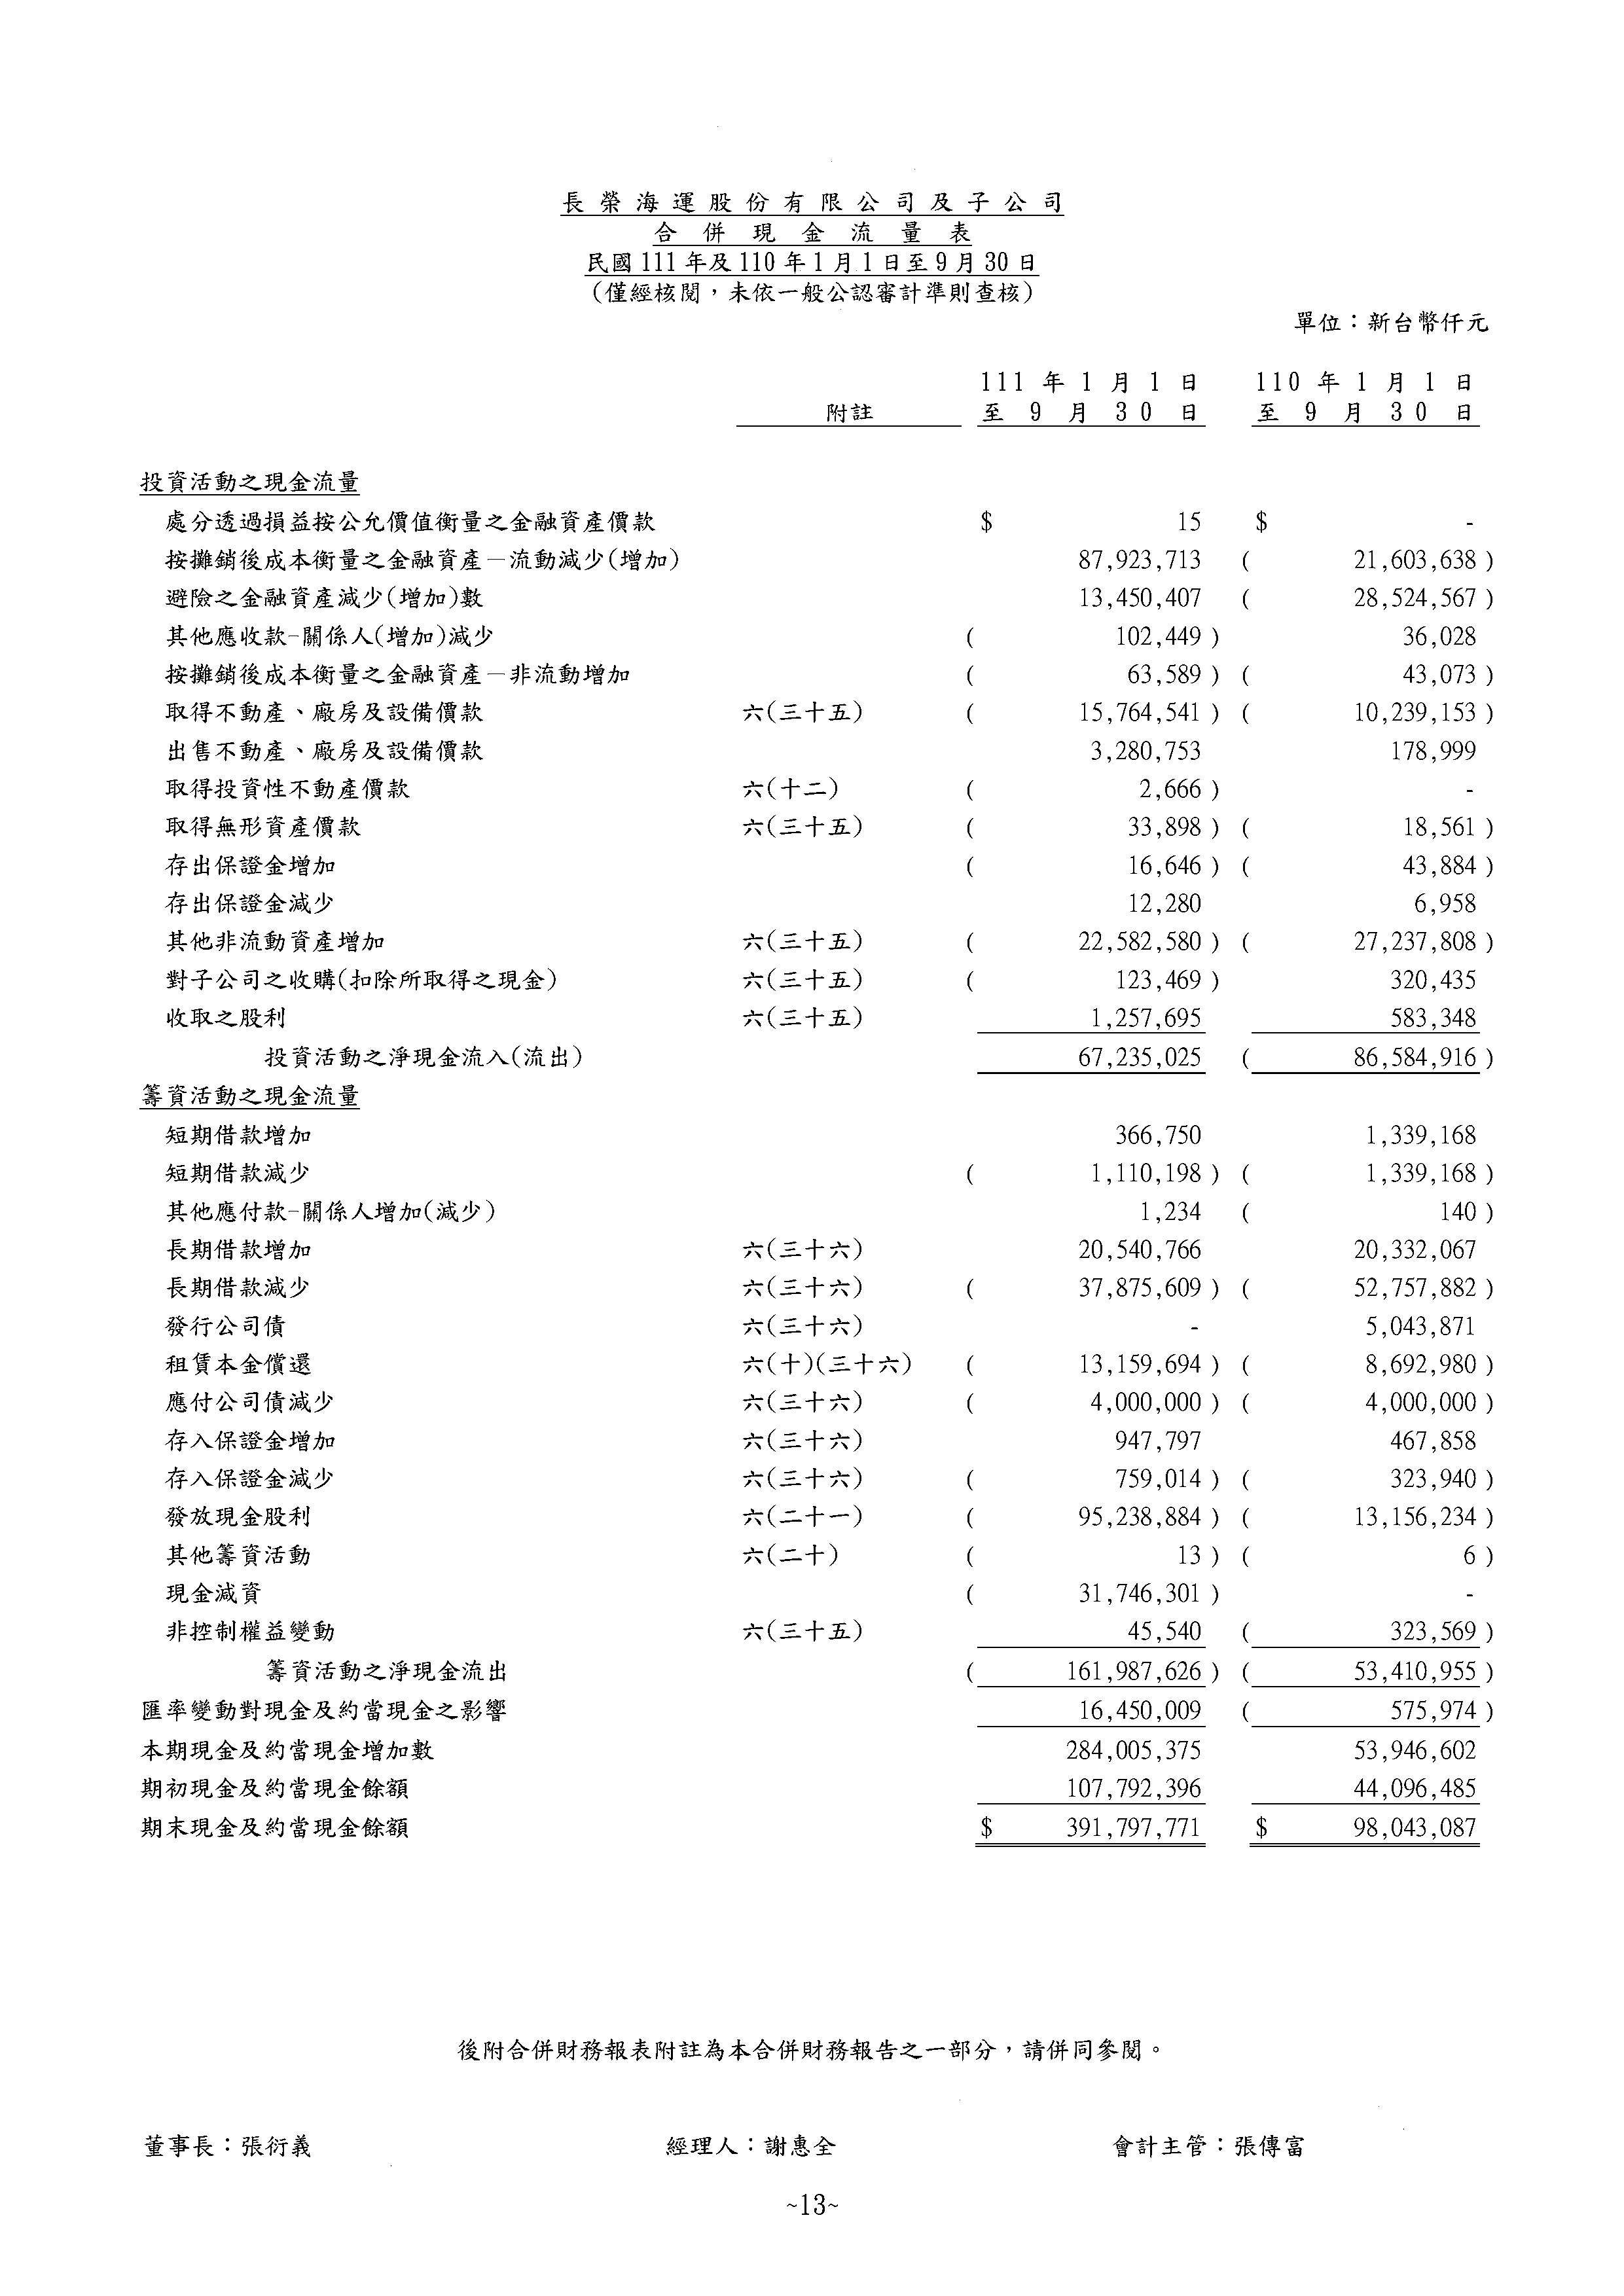 長榮海運股份有限公司及子公司
合併現金流量表
民國111年及110年1月1日至9月30日
(僅經核閱,未依一般公認審計準則查核)
單位:新台幣仟元
111 年 1 月 1 日 110 年 1 月 1 日
附註 至 9 月 30 日 至 9 月 30 日
投資活動之現金流量
處分透過損益按公允價值衡量之金融資產價款 $ 15 $ -
按攤銷後成本衡量之金融資產－流動減少(增加) 87,923,713 ( 21,603,638 )
避險之金融資產減少(增加)數 13,450,407 ( 28,524,567 )
其他應收款-關係人(增加)減少 ( 102,449 ) 36,028
按攤銷後成本衡量之金融資產－非流動增加 ( 63,589 ) ( 43,073 )
取得不動產、廠房及設備價款 六(三十五) ( 15,764,541 ) ( 10,239,153 )
出售不動產、廠房及設備價款 3,280,753 178,999
取得投資性不動產價款 六(十二) ( 2,666 ) -
取得無形資產價款 六(三十五) ( 33,898 ) ( 18,561 )
存出保證金增加 ( 16,646 ) ( 43,884 )
存出保證金減少 12,280 6,958
其他非流動資產增加 六(三十五) ( 22,582,580 ) ( 27,237,808 )
對子公司之收購(扣除所取得之現金) 六(三十五) ( 123,469 ) 320,435
收取之股利 六(三十五) 1,257,695 583,348
投資活動之淨現金流入(流出) 67,235,025 ( 86,584,916 )
籌資活動之現金流量
短期借款增加 366,750 1,339,168
短期借款減少 ( 1,110,198 ) ( 1,339,168 )
其他應付款-關係人增加(減少) 1,234 ( 140 )
長期借款增加 六(三十六) 20,540,766 20,332,067
長期借款減少 六(三十六) ( 37,875,609 ) ( 52,757,882 )
發行公司債 六(三十六) - 5,043,871
租賃本金償還 六(十)(三十六) ( 13,159,694 ) ( 8,692,980 )
應付公司債減少 六(三十六) ( 4,000,000 ) ( 4,000,000 )
存入保證金增加 六(三十六) 947,797 467,858
存入保證金減少 六(三十六) ( 759,014 ) ( 323,940 )
發放現金股利 六(二十一) ( 95,238,884 ) ( 13,156,234 )
其他籌資活動 六(二十) ( 13 ) ( 6 )
現金減資 ( 31,746,301 ) -
非控制權益變動 六(三十五) 45,540 ( 323,569 )
籌資活動之淨現金流出 ( 161,987,626 ) ( 53,410,955 )
匯率變動對現金及約當現金之影響 16,450,009 ( 575,974 )
本期現金及約當現金增加數 284,005,375 53,946,602
期初現金及約當現金餘額 107,792,396 44,096,485
期末現金及約當現金餘額 $ 391,797,771 $ 98,043,087
後附合併財務報表附註為本合併財務報告之一部分,請併同參閱。
董事長:張衍義 經理人:謝惠全 會計主管:張傳富
~13~